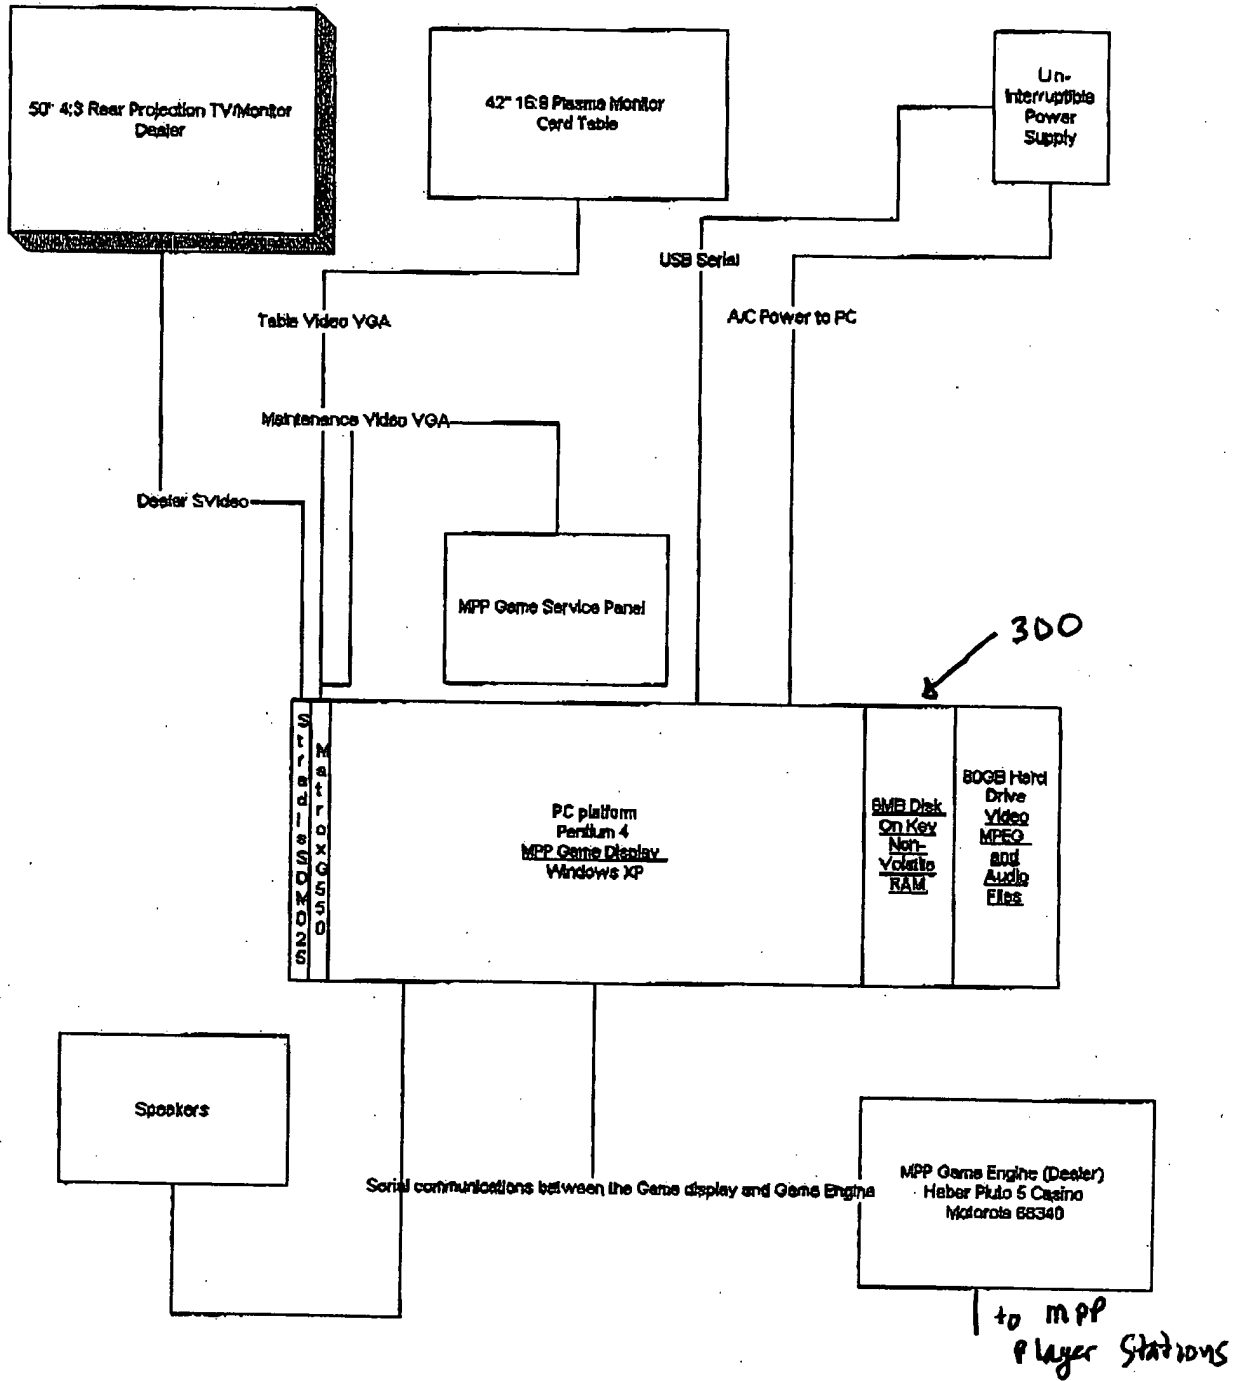 50" 4:3 Rear Projection TV/Monitor
Dealer
42" 16:9 Plasma Monitor
Card Table
Un-
interruptible
Power
Supply
USB Serial
A/C Power to PC
Table Video VGA
Maintenance Video VGA
Dealer SVideo
MPP Game Service Panel
300
StradisSDM02S
MatroxG550
PC platform
Pentium 4
MPP Game Display
Windows XP
8MB Disk
On Key
Non-
Volatile
RAM
80GB Hard
Drive
Video
MPEG
and
Audio
Files
Speakers
Serial communications between the Game display and Game Engine
MPP Game Engine (Dealer)
Heber Pluto 5 Casino
Motorola 68340
to MPP
Player Stations